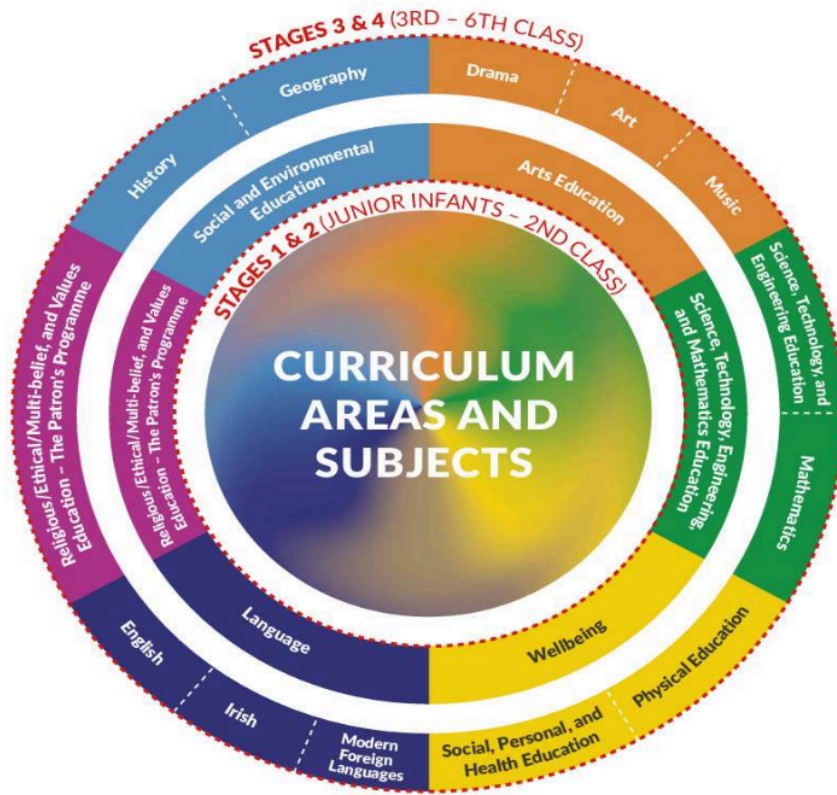 STAGES 3 & 4 (3RD – 6TH CLASS)
Geography
Drama
Art
Music
History
Social and Environmental
Education
Arts Education
STAGES 1 & 2 (JUNIOR INFANTS – 2ND CLASS)
Religious/Ethical/Multi-belief, and Values
Education – The Patron's Programme
Religious/Ethical/Multi-belief, and Values
Education – The Patron's Programme
CURRICULUM
AREAS AND
SUBJECTS
Science, Technology, Engineering,
and Mathematics Education
Science, Technology, and
Engineering Education
Mathematics
Language
Wellbeing
English
Irish
Modern
Foreign
Languages
Social, Personal, and
Health Education
Physical Education